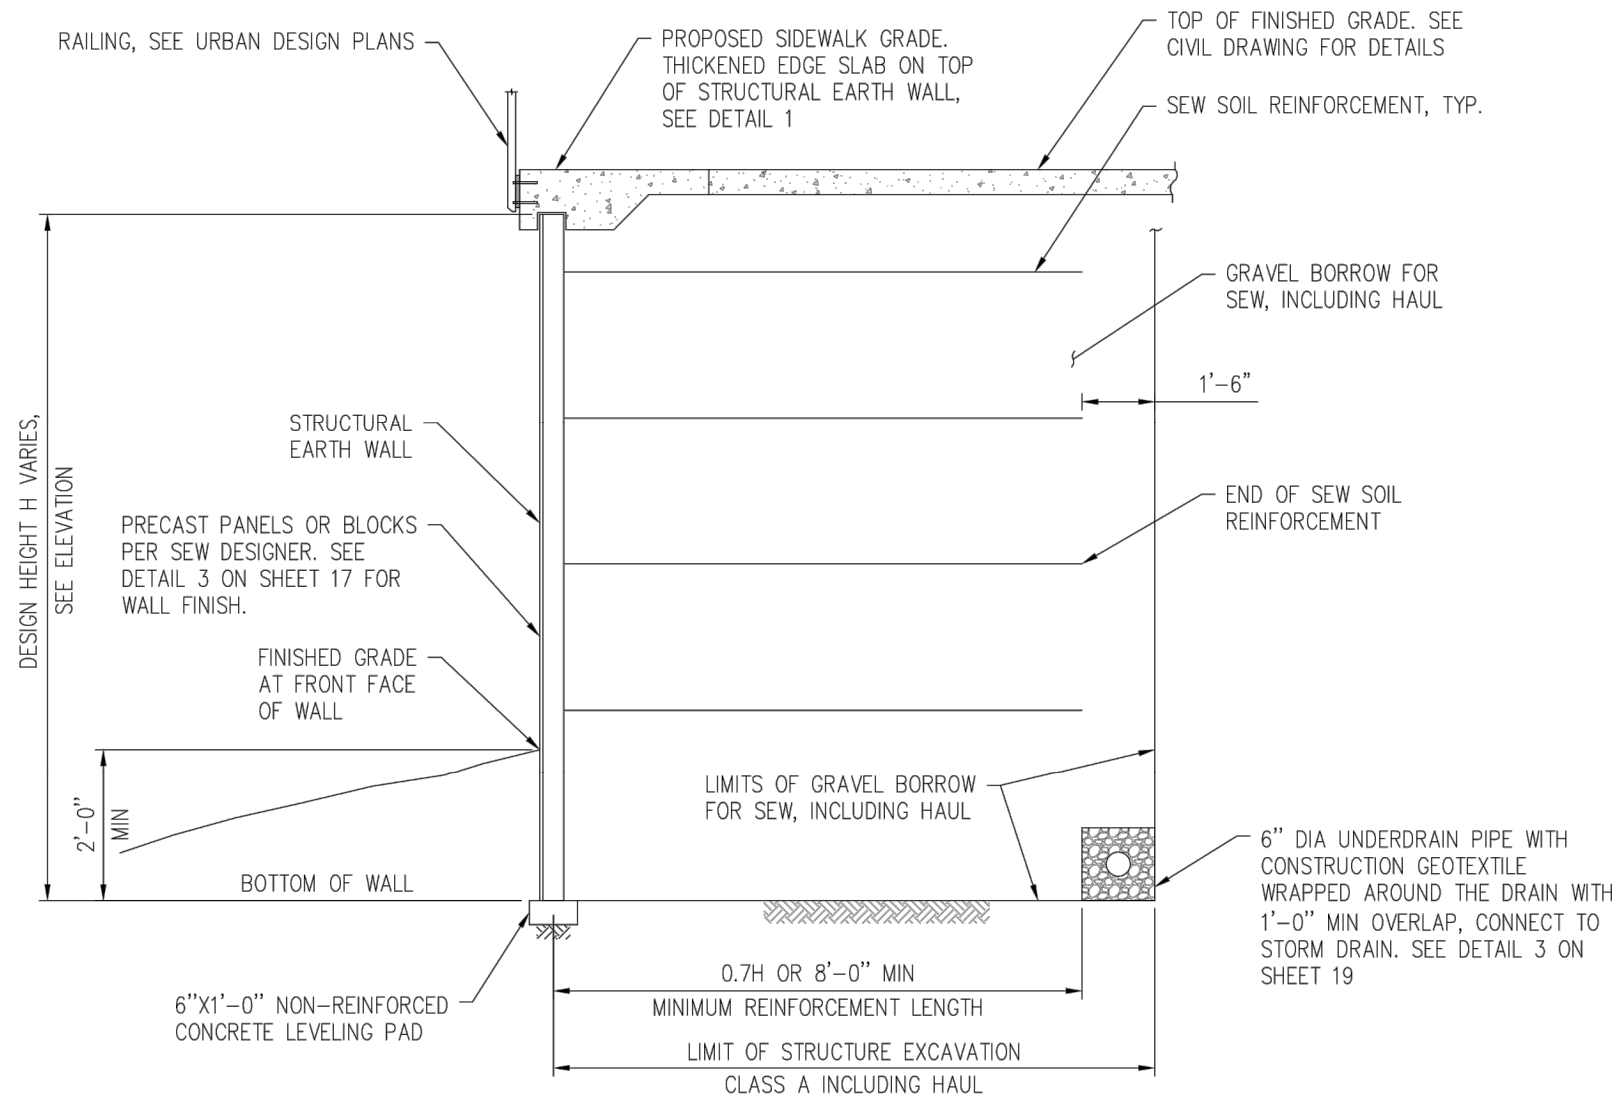 RAILING, SEE URBAN DESIGN PLANS
PROPOSED SIDEWALK GRADE.
THICKENED EDGE SLAB ON TOP
OF STRUCTURAL EARTH WALL,
SEE DETAIL 1
TOP OF FINISHED GRADE. SEE
CIVIL DRAWING FOR DETAILS
SEW SOIL REINFORCEMENT, TYP.
GRAVEL BORROW FOR
SEW, INCLUDING HAUL
1'-6"
STRUCTURAL
EARTH WALL
END OF SEW SOIL
REINFORCEMENT
PRECAST PANELS OR BLOCKS
PER SEW DESIGNER. SEE
DETAIL 3 ON SHEET 17 FOR
WALL FINISH.
DESIGN HEIGHT H VARIES,
SEE ELEVATION
FINISHED GRADE
AT FRONT FACE
OF WALL
LIMITS OF GRAVEL BORROW
FOR SEW, INCLUDING HAUL
2'-0"
MIN
BOTTOM OF WALL
6" DIA UNDERDRAIN PIPE WITH
CONSTRUCTION GEOTEXTILE
WRAPPED AROUND THE DRAIN WITH
1'-0" MIN OVERLAP, CONNECT TO
STORM DRAIN. SEE DETAIL 3 ON
SHEET 19
0.7H OR 8'-0" MIN
MINIMUM REINFORCEMENT LENGTH
6"X1'-0" NON-REINFORCED
CONCRETE LEVELING PAD
LIMIT OF STRUCTURE EXCAVATION
CLASS A INCLUDING HAUL